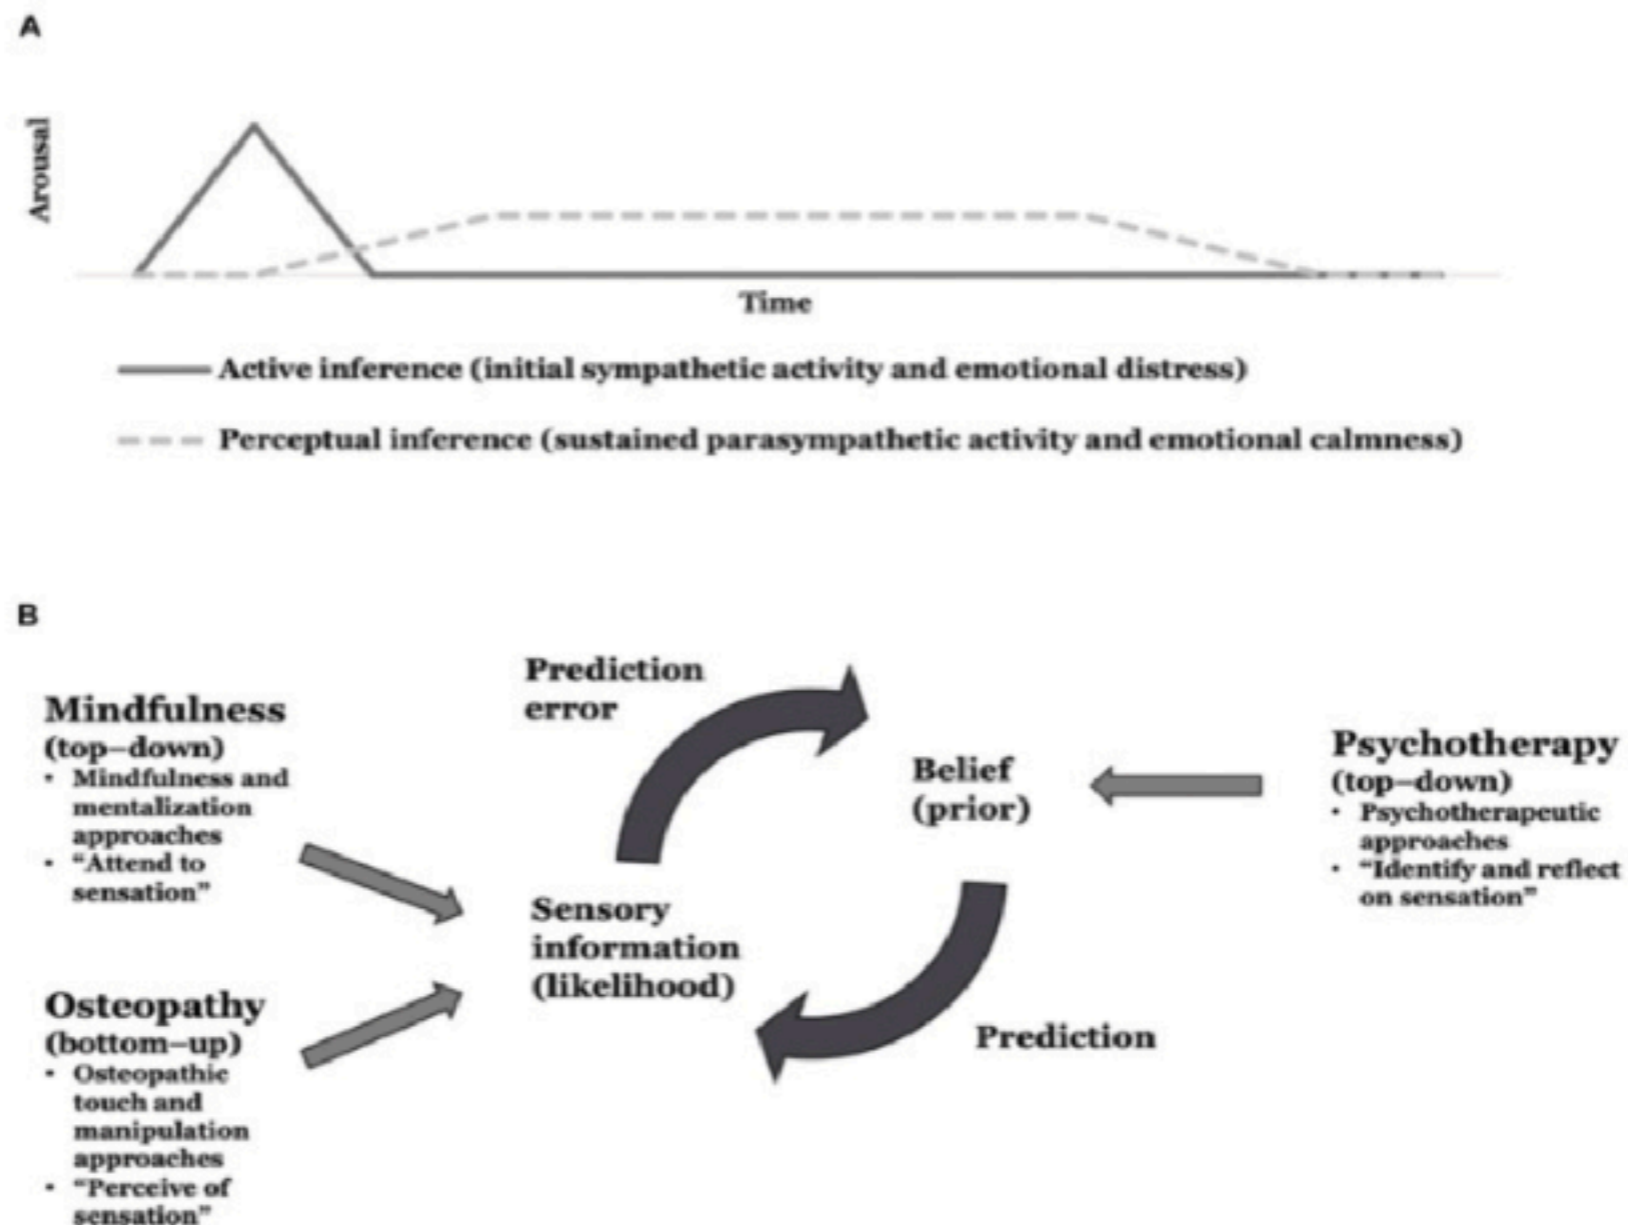 A
Arousal
Time
Active inference (initial sympathetic activity and emotional distress)
Perceptual inference (sustained parasympathetic activity and emotional calmness)
B
Mindfulness
(top–down)
• Mindfulness and
mentalization
approaches
• “Attend to
sensation”
Osteopathy
(bottom–up)
• Osteopathic
touch and
manipulation
approaches
• “Perceive of
sensation”
Prediction
error
Sensory
information
(likelihood)
Belief
(prior)
Prediction
Psychotherapy
(top–down)
• Psychotherapeutic
approaches
• “Identify and reflect
on sensation”